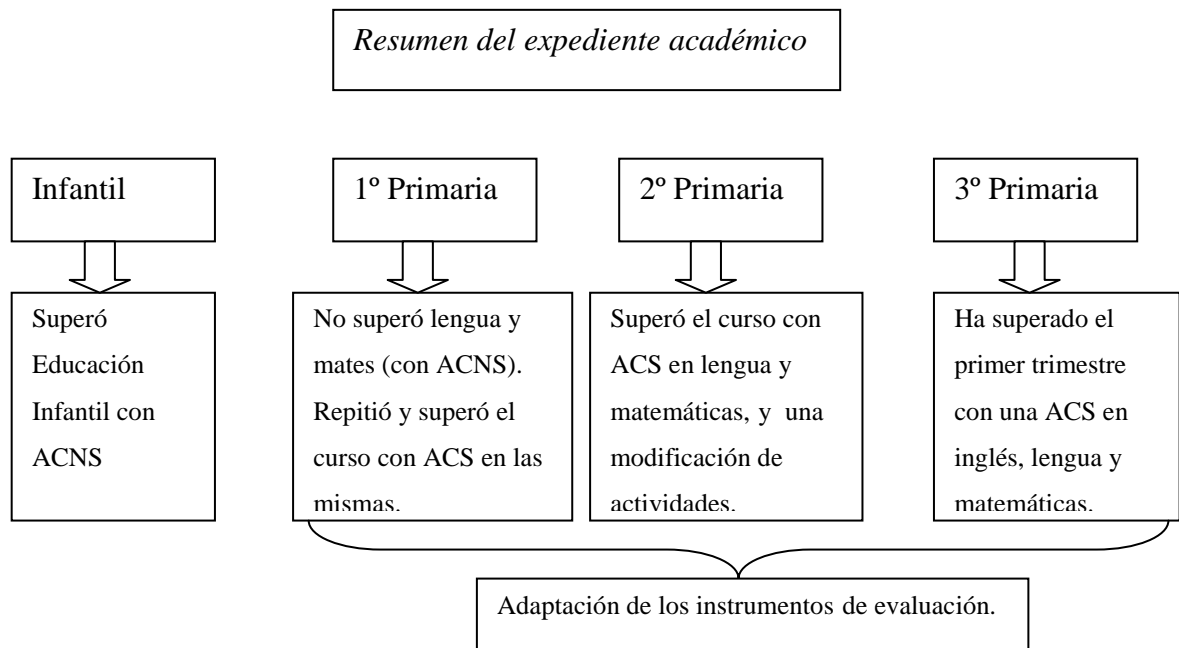 Resumen del expediente académico
Infantil
1º Primaria
2º Primaria
3º Primaria
Superó
Educación
Infantil con
ACNS
No superó lengua y
mates (con ACNS).
Repitió y superó el
curso con ACS en las
mismas.
Superó el curso con
ACS en lengua y
matemáticas, y una
modificación de
actividades.
Ha superado el
primer trimestre
con una ACS en
inglés, lengua y
matemáticas.
Adaptación de los instrumentos de evaluación.